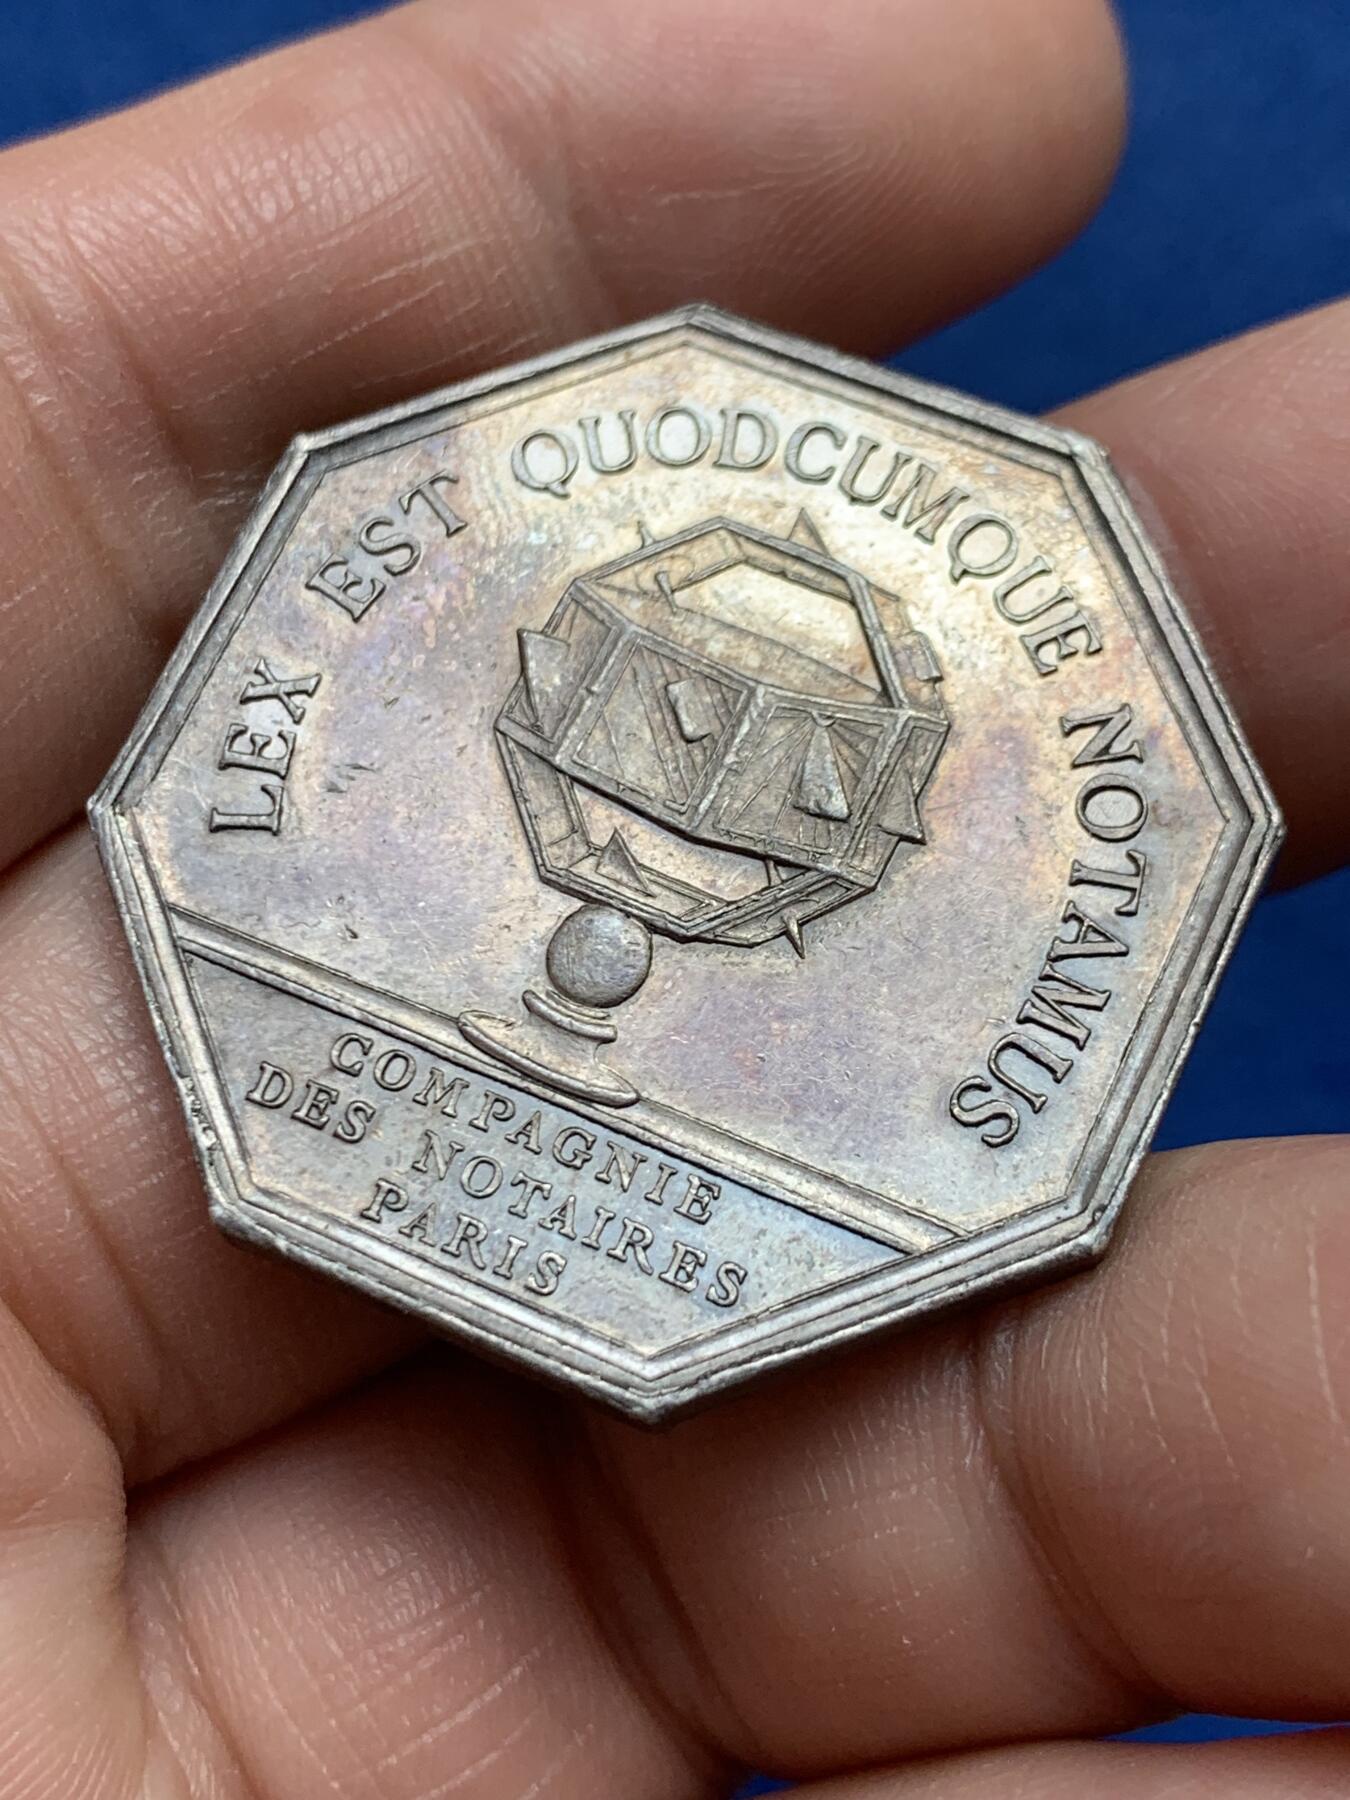 LEX EST QUODCUMQUE NOTAMUS
COMPAGNIE
DES NOTAIRES
PARIS